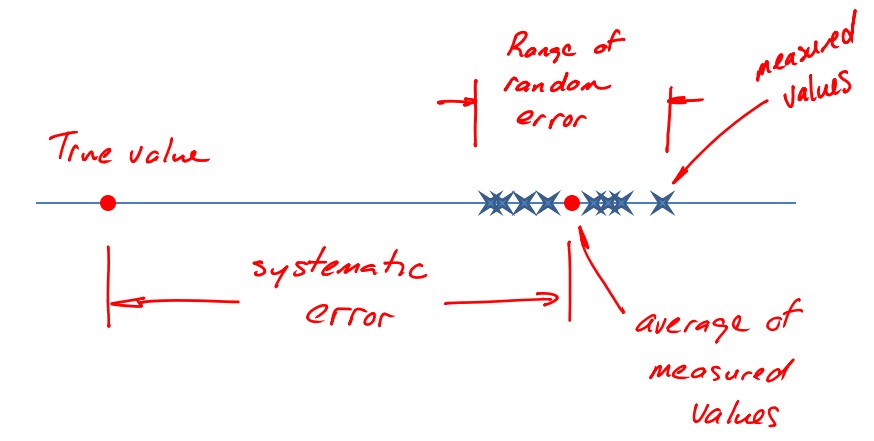 Range of
random
error
measured
values
True value
systematic
error
average of
measured
values